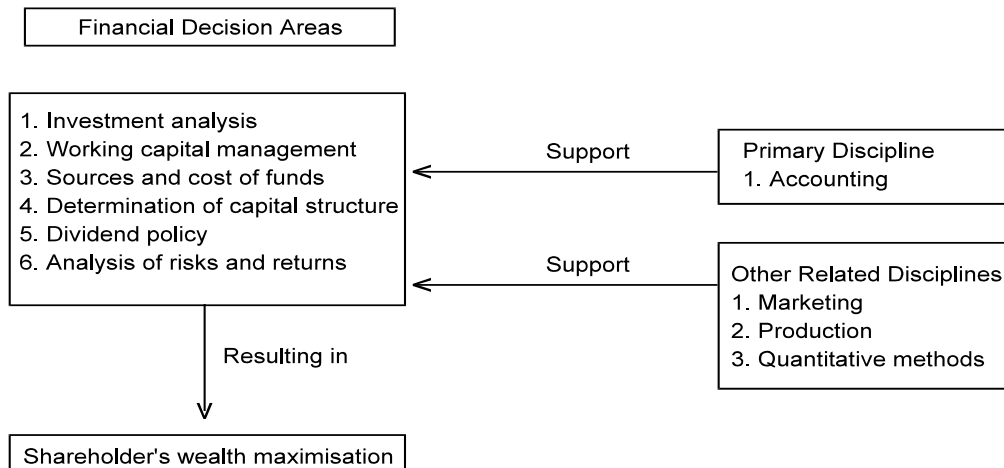 Financial Decision Areas
1. Investment analysis
2. Working capital management
3. Sources and cost of funds
4. Determination of capital structure
5. Dividend policy
6. Analysis of risks and returns
Support
Primary Discipline
1. Accounting
Support
Other Related Disciplines
1. Marketing
2. Production
3. Quantitative methods
Resulting in
Shareholder's wealth maximisation